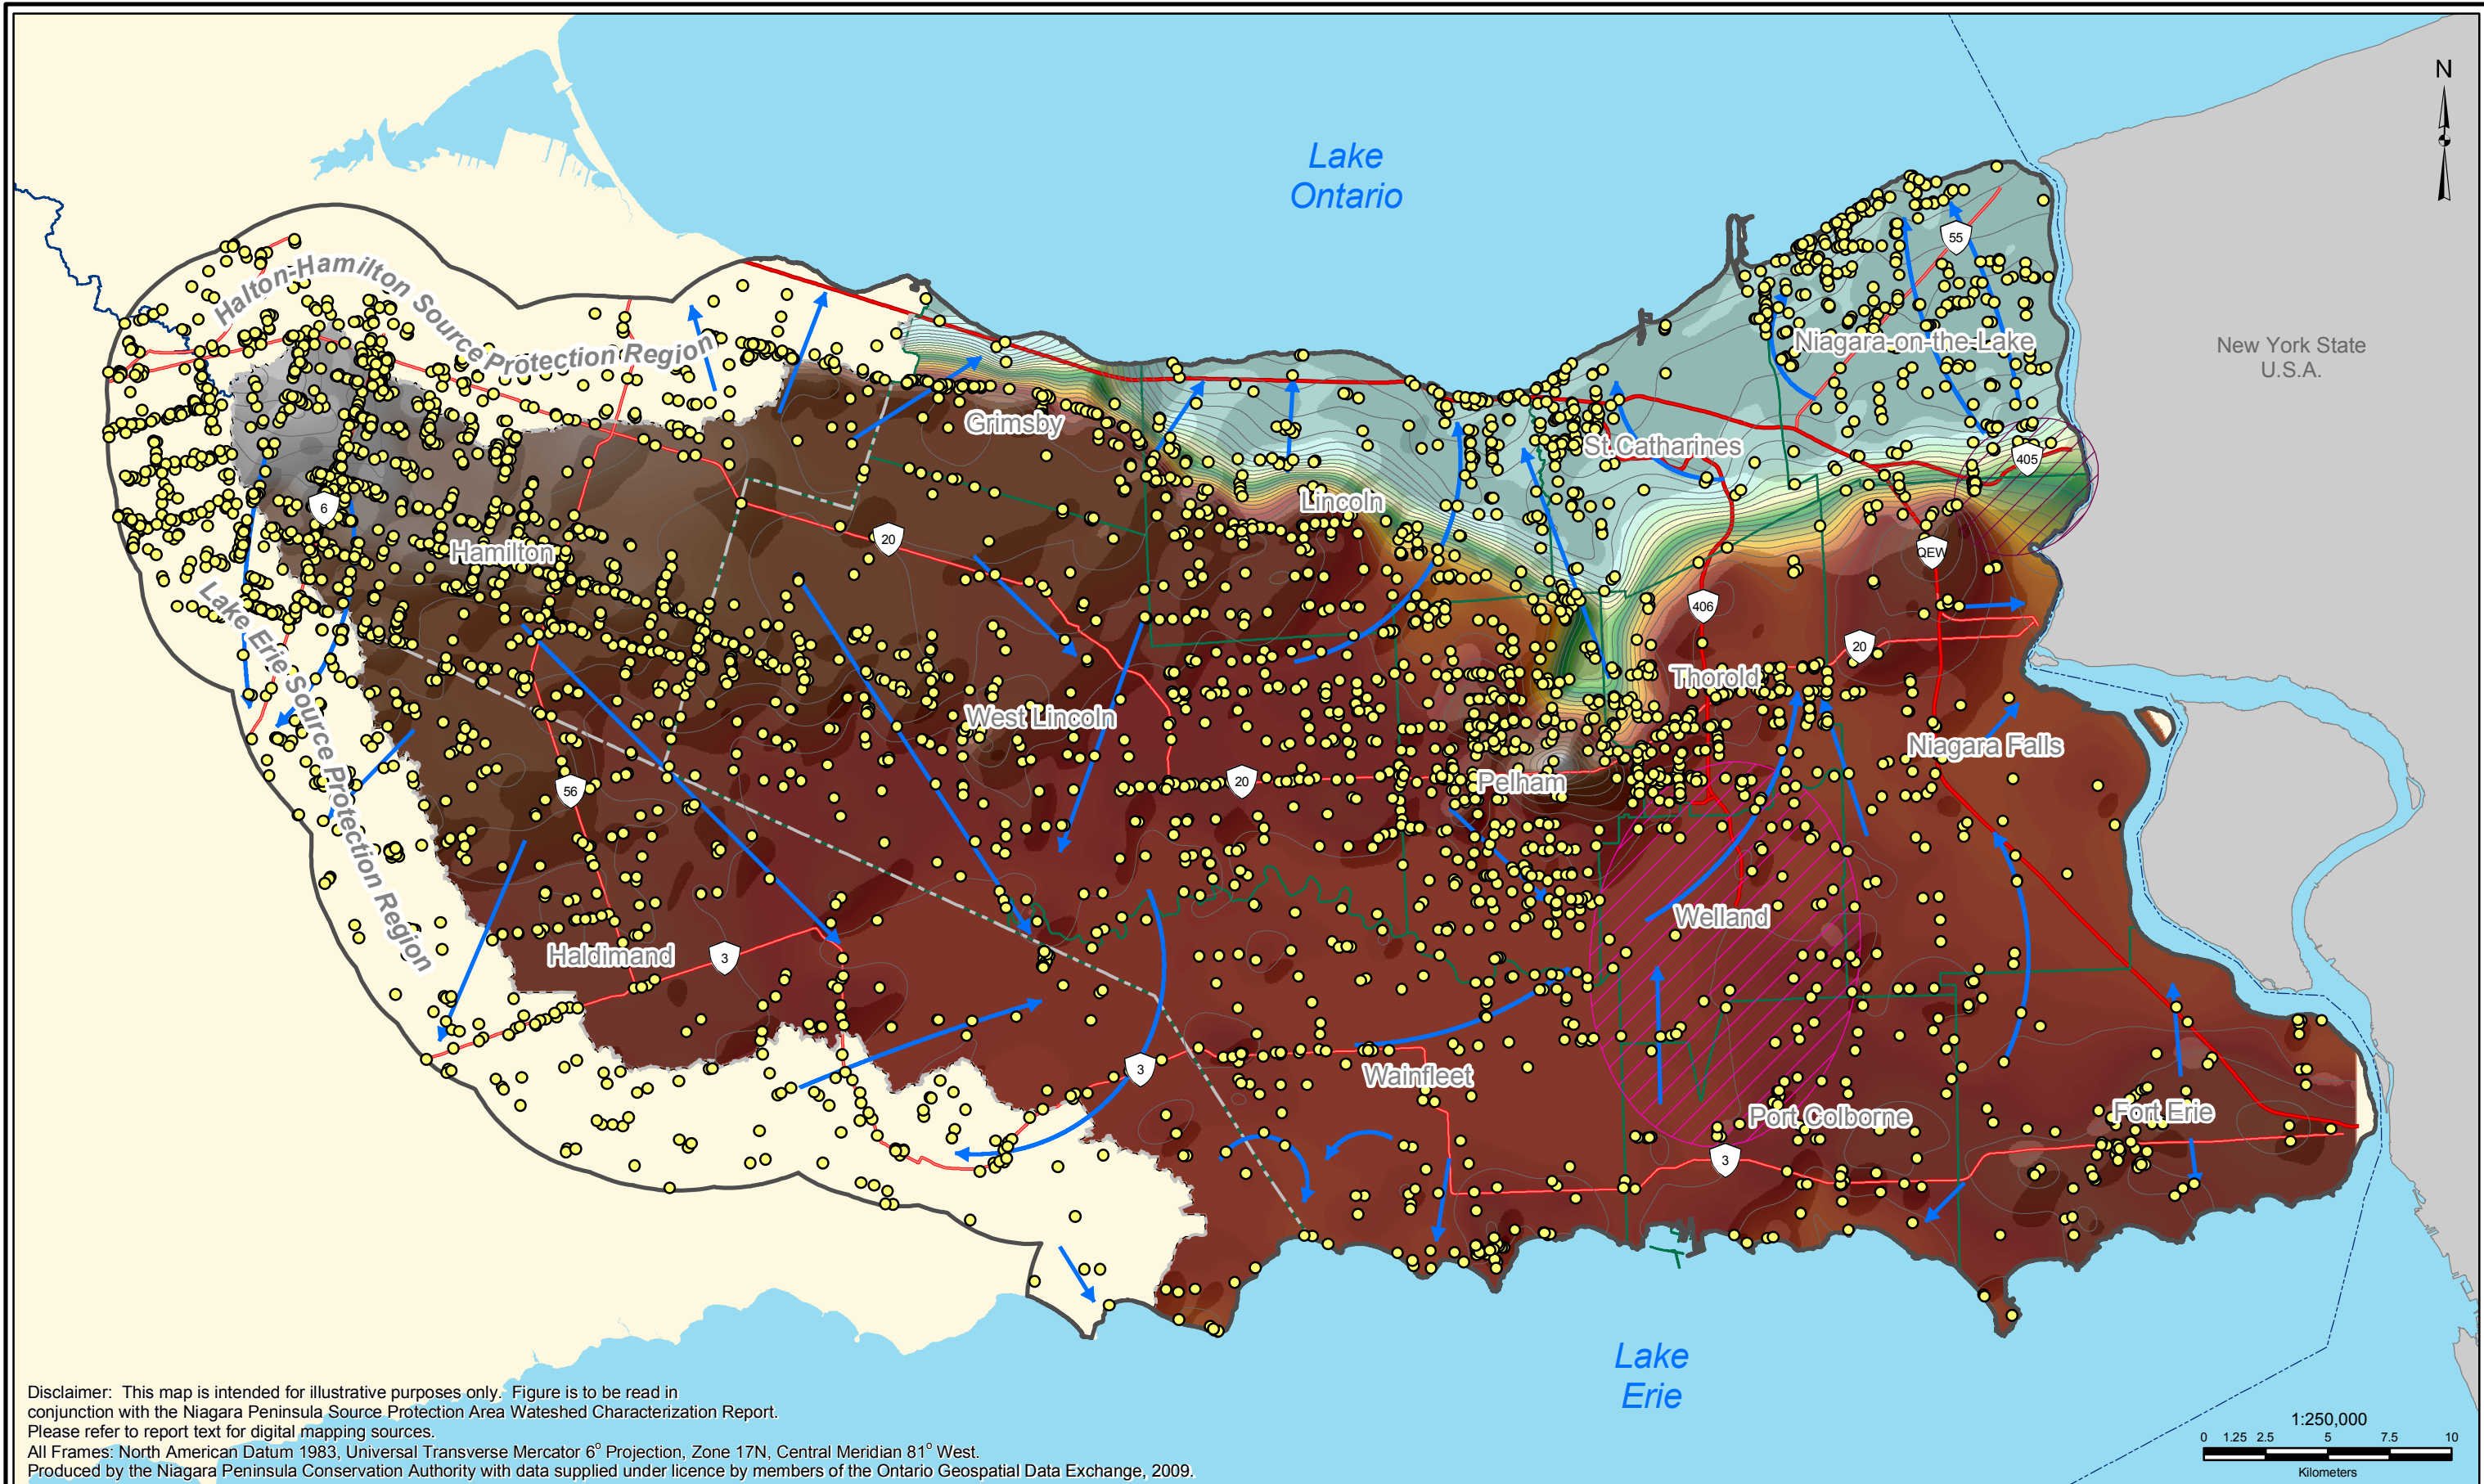 N
Lake
Ontario
55
Halton-Hamilton Source Protection Region
Niagara-on-the-Lake
New York State
U.S.A.
Grimsby
St.Catharines
405
Lincoln
6
20
Hamilton
QEW
406
20
Lake Erie Source Protection Region
Thorold
West Lincoln
Niagara Falls
56
20
Pelham
Welland
Haldimand
3
3
Wainfleet
Port Colborne
Fort Erie
3
Lake
Erie
Disclaimer: This map is intended for illustrative purposes only. Figure is to be read in
conjunction with the Niagara Peninsula Source Protection Area Wateshed Characterization Report.
Please refer to report text for digital mapping sources.
All Frames: North American Datum 1983, Universal Transverse Mercator 6° Projection, Zone 17N, Central Meridian 81° West.
Produced by the Niagara Peninsula Conservation Authority with data supplied under licence by members of the Ontario Geospatial Data Exchange, 2009.
1:250,000
0 1.25 2.5 5 7.5 10
Kilometers